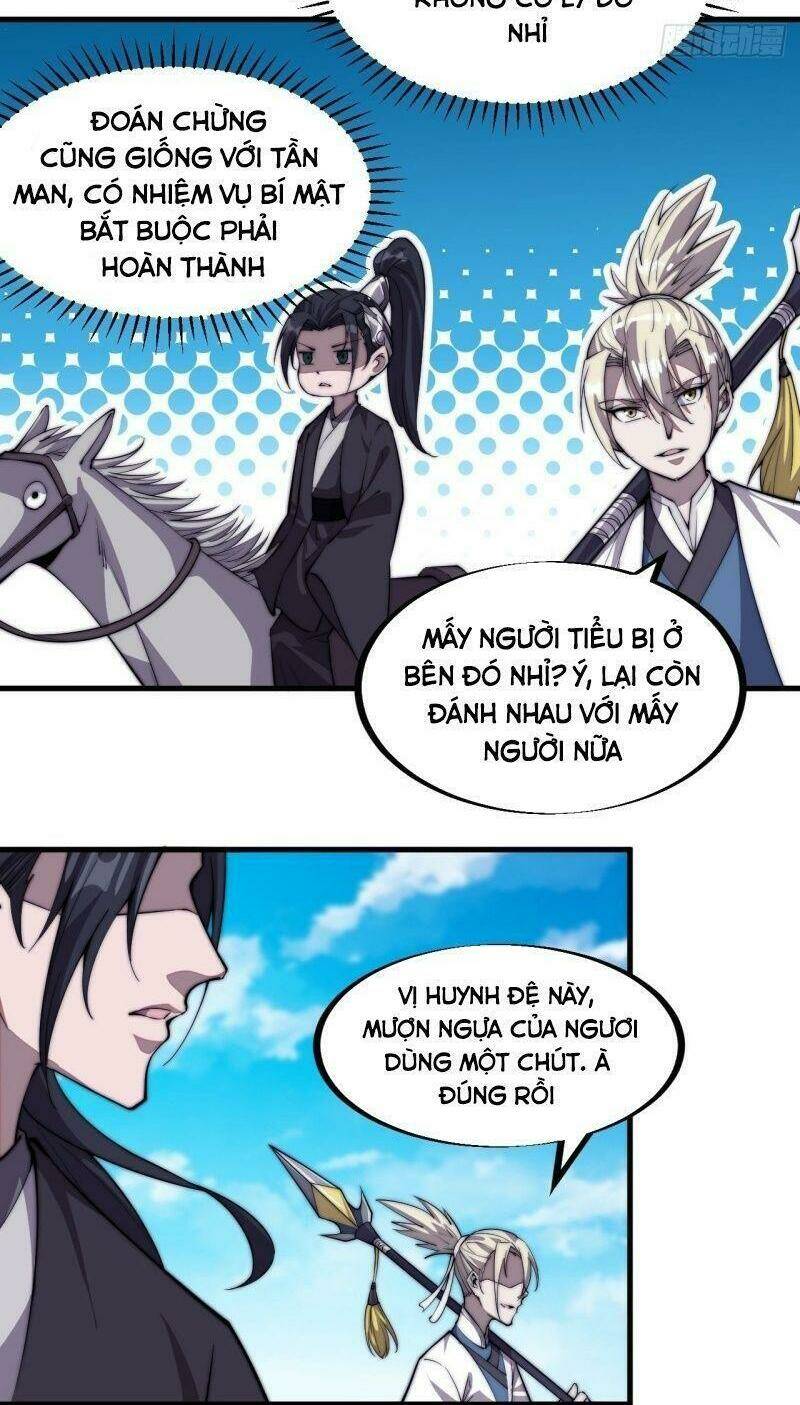 NHỈ
ĐOÁN CHỪNG
CŨNG GIỐNG VỚI TẦN
MAN, CÓ NHIỆM VỤ BÍ MẬT
BẮT BUỘC PHẢI
HOÀN THÀNH
MẤY NGƯỜI TIỂU BỊ Ở
BÊN ĐÓ NHỈ? Ý, LẠI CÒN
ĐÁNH NHAU VỚI MẤY
NGƯỜI NỮA
VỊ HUYNH ĐỆ NÀY,
MƯỢN NGỰA CỦA NGƯƠI
DÙNG MỘT CHÚT. À
ĐÚNG RỒI